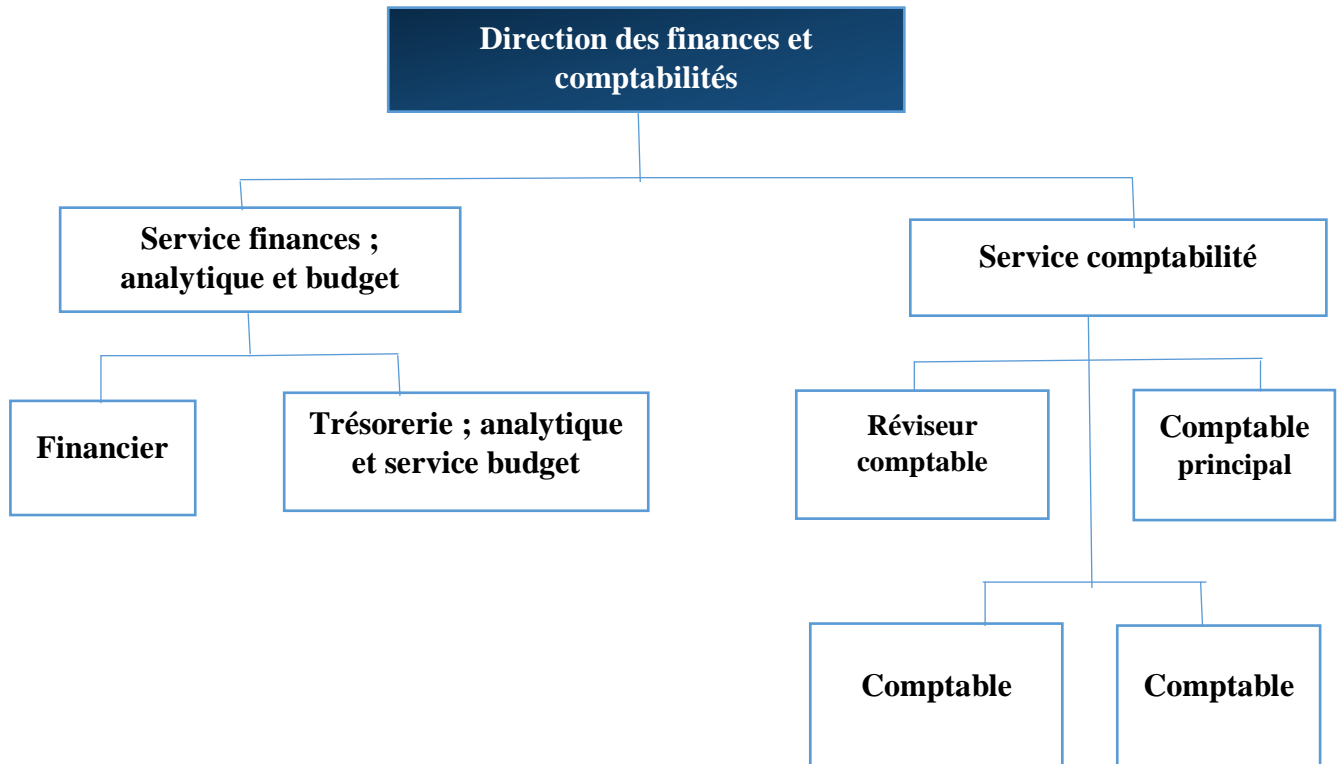 Direction des finances et
comptabilités
Service finances ;
analytique et budget
Service comptabilité
Financier
Trésorerie ; analytique
et service budget
Réviseur
comptable
Comptable
principal
Comptable
Comptable